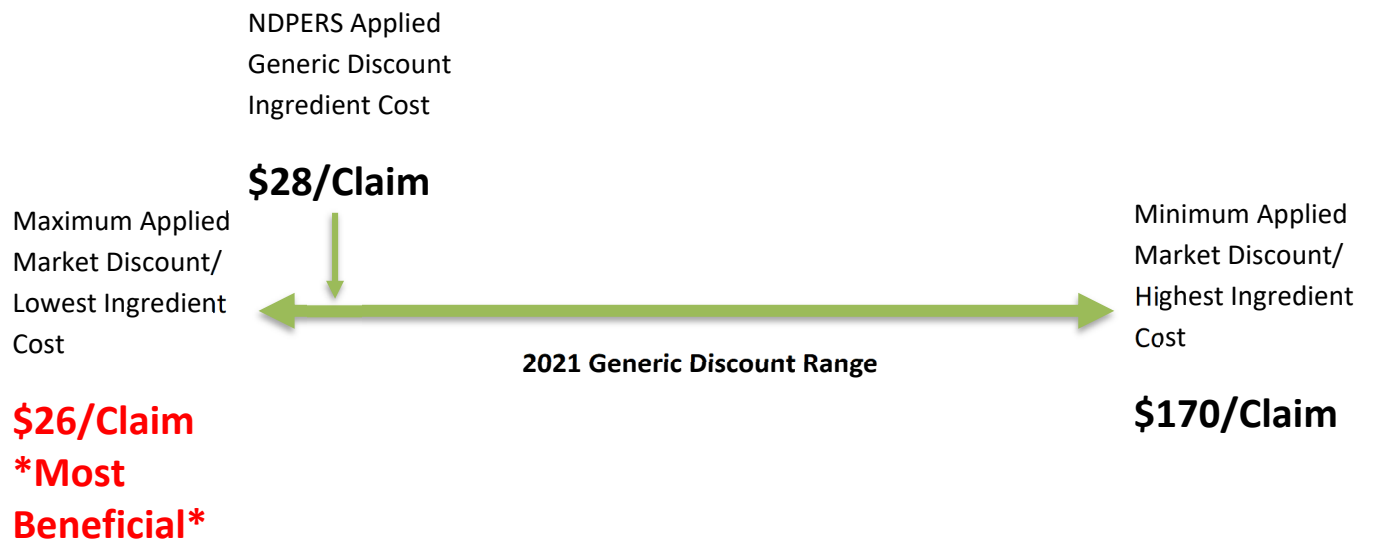 NDPERS Applied
Generic Discount
Ingredient Cost
$28/Claim
Maximum Applied
Market Discount/
Lowest Ingredient
Cost
$26/Claim
*Most
Beneficial*
2021 Generic Discount Range
Minimum Applied
Market Discount/
Highest Ingredient
Cost
$170/Claim